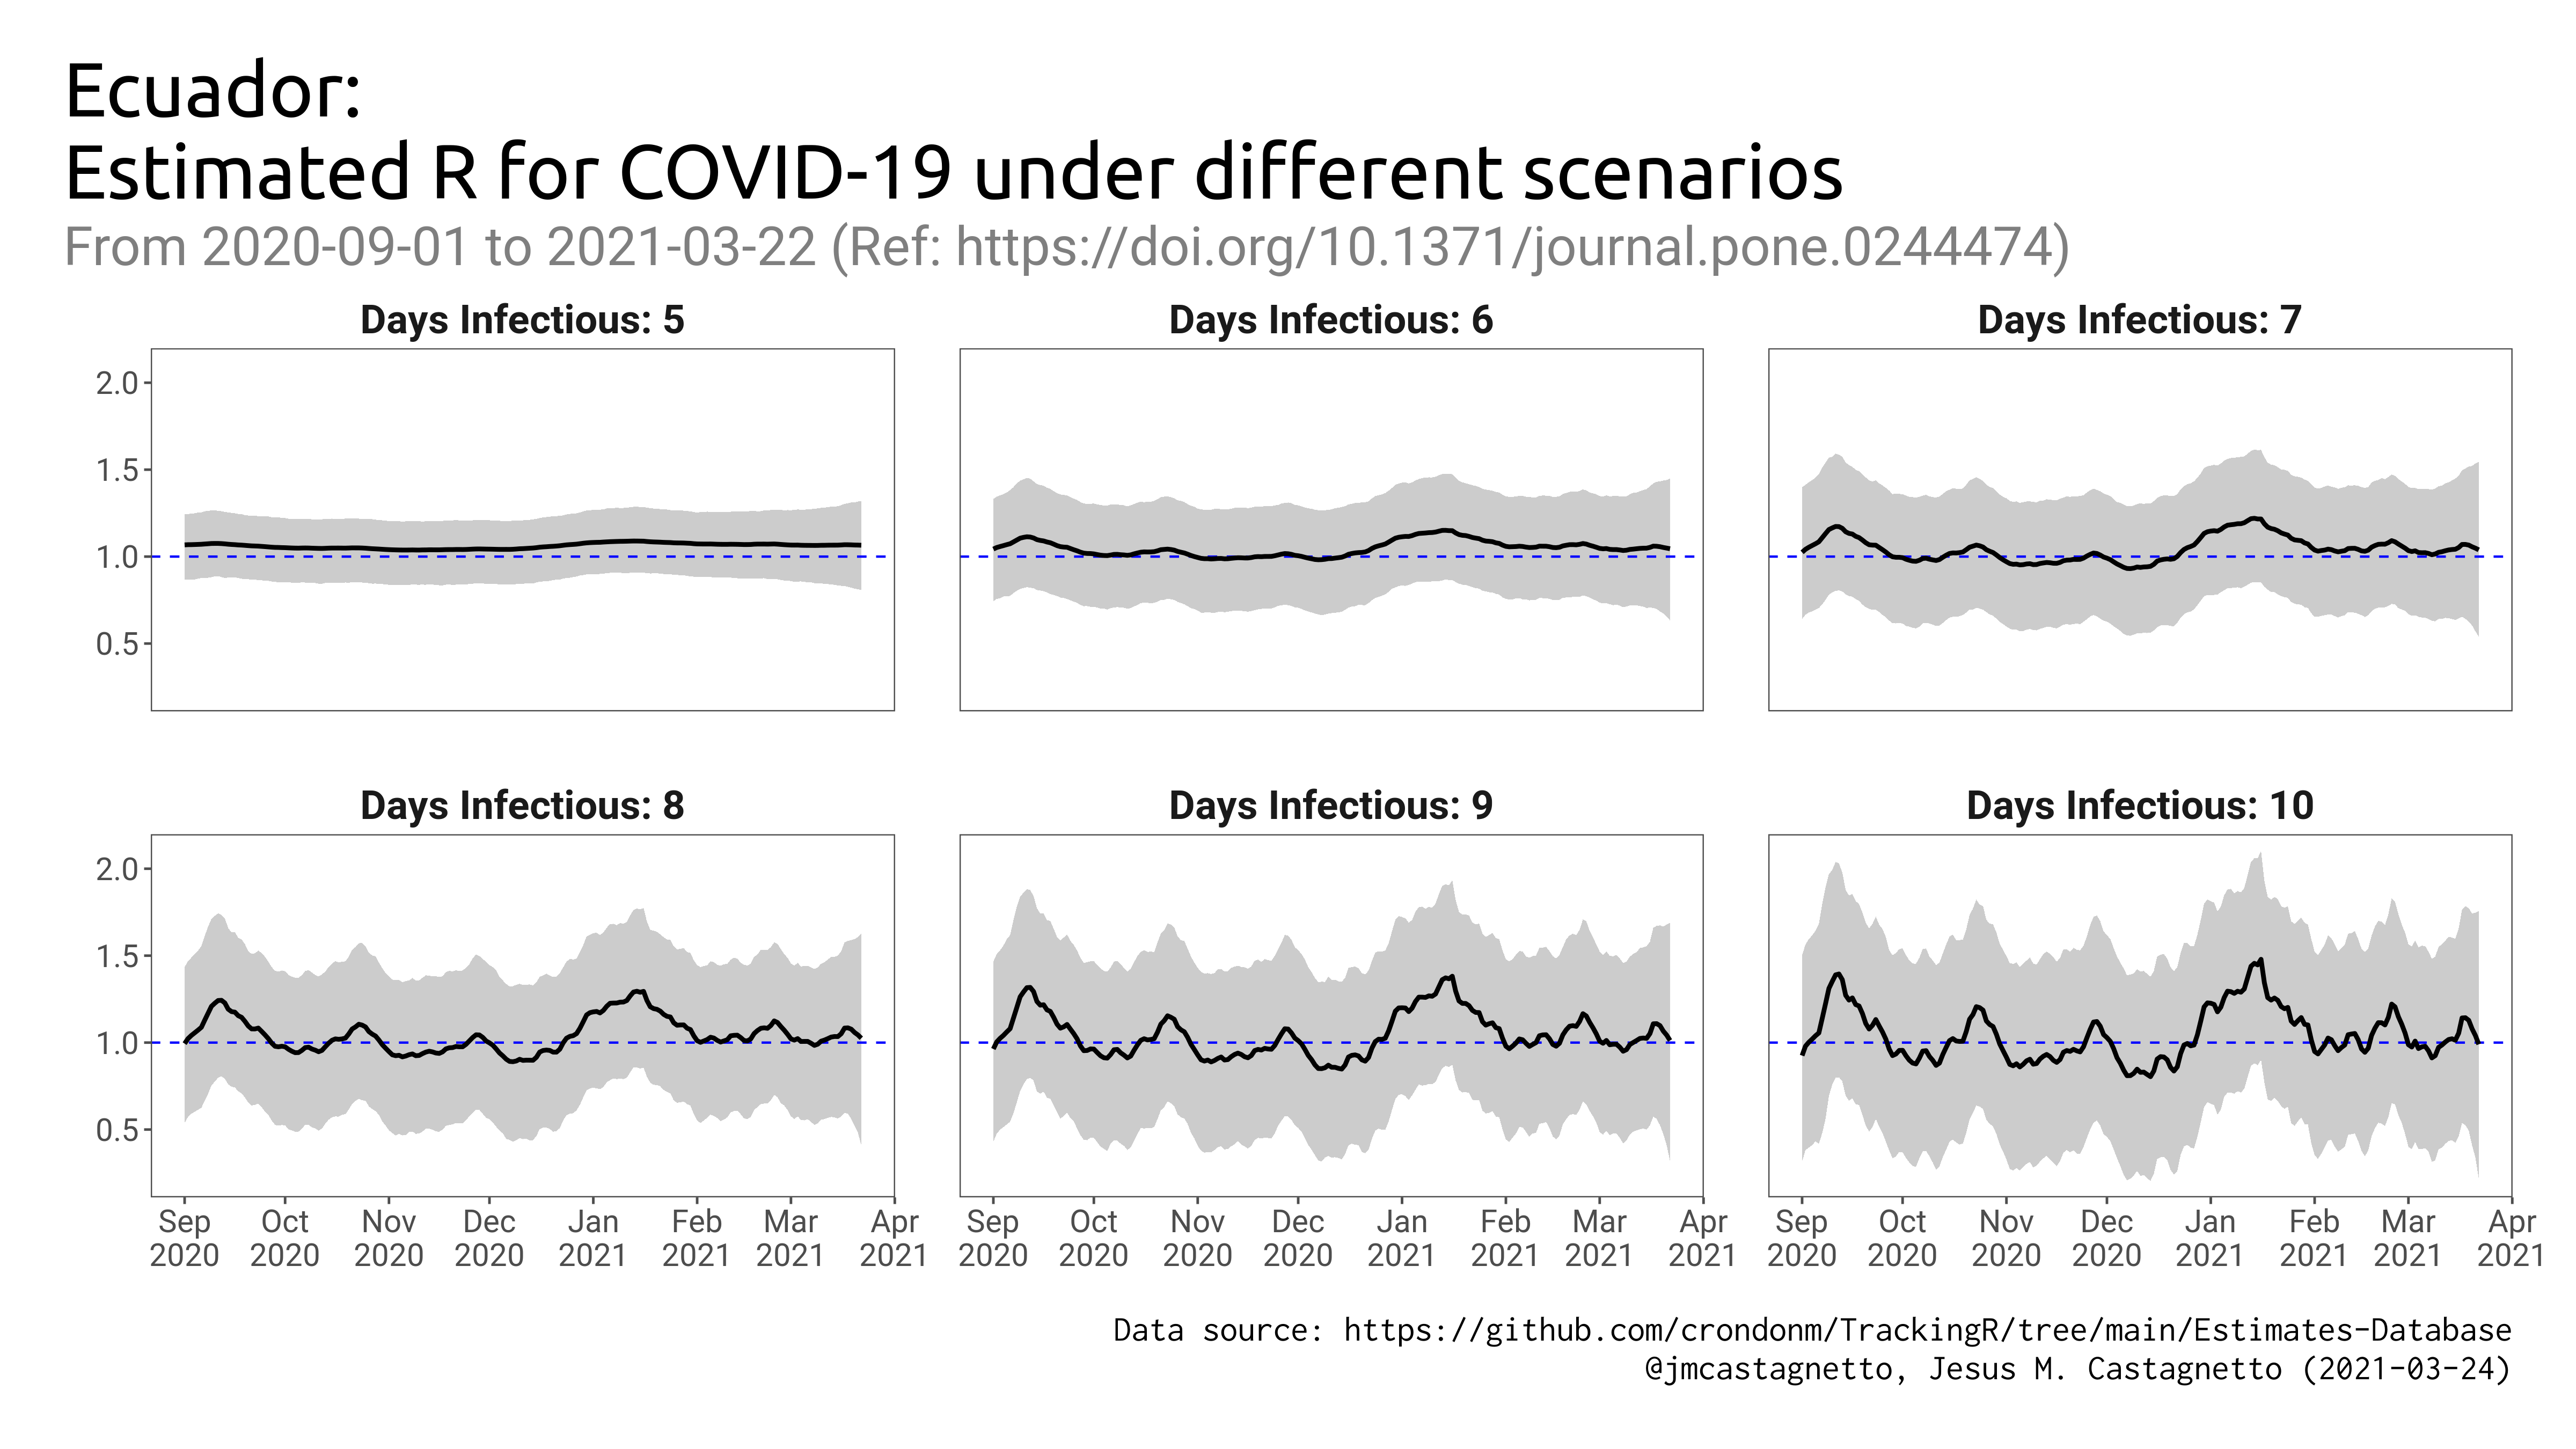 Ecuador:
Estimated R for COVID-19 under different scenarios
From 2020-09-01 to 2021-03-22 (Ref: https://doi.org/10.1371/journal.pone.0244474)
Days Infectious: 5
Days Infectious: 6
Days Infectious: 7
2.0
1.5
1.0
0.5
Days Infectious: 8
Days Infectious: 9
Days Infectious: 10
2.0
1.5
1.0
0.5
Sep Oct Nov Dec Jan Feb Mar Apr
2020 2020 2020 2020 2021 2021 2021 2021
Sep Oct Nov Dec Jan Feb Mar Apr
2020 2020 2020 2020 2021 2021 2021 2021
Sep Oct Nov Dec Jan Feb Mar Apr
2020 2020 2020 2020 2021 2021 2021 2021
Data source: https://github.com/crondonm/TrackingR/tree/main/Estimates-Database
@jmcastagnetto, Jesus M. Castagnetto (2021-03-24)